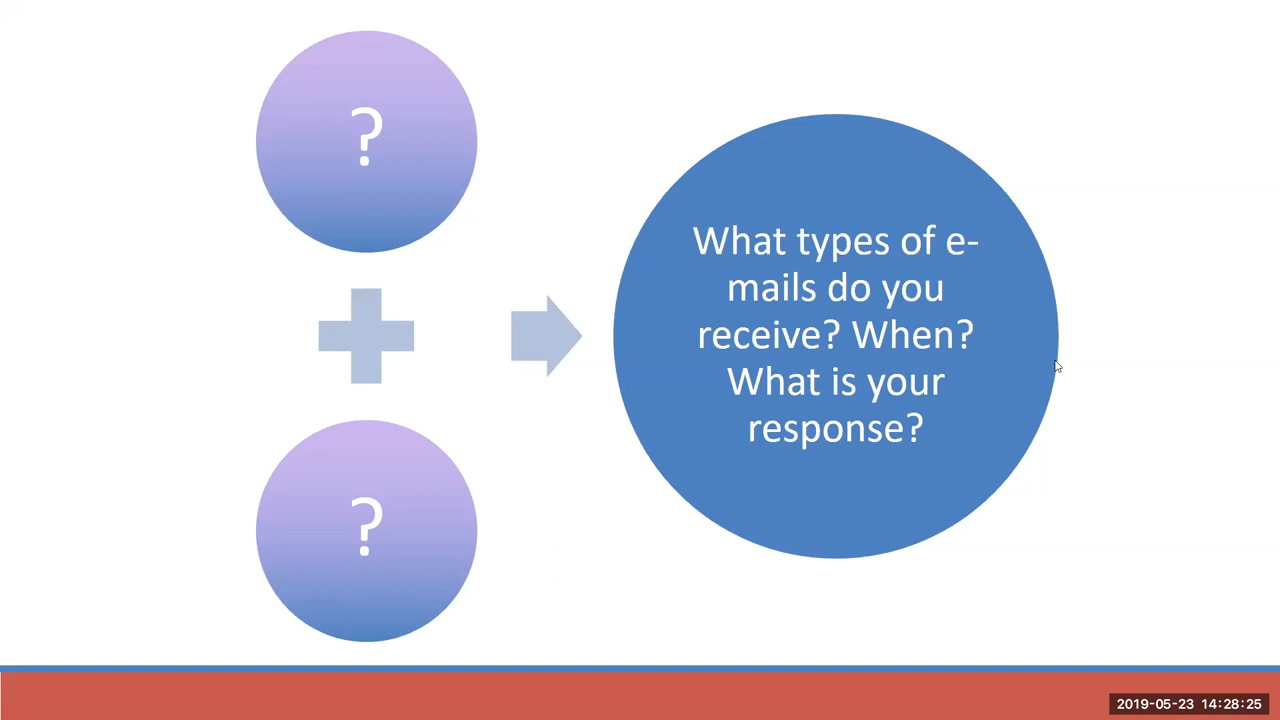 ?
?
What types of e-
mails do you
receive? When?
What is your
response?
2019-05-23 14:28:25